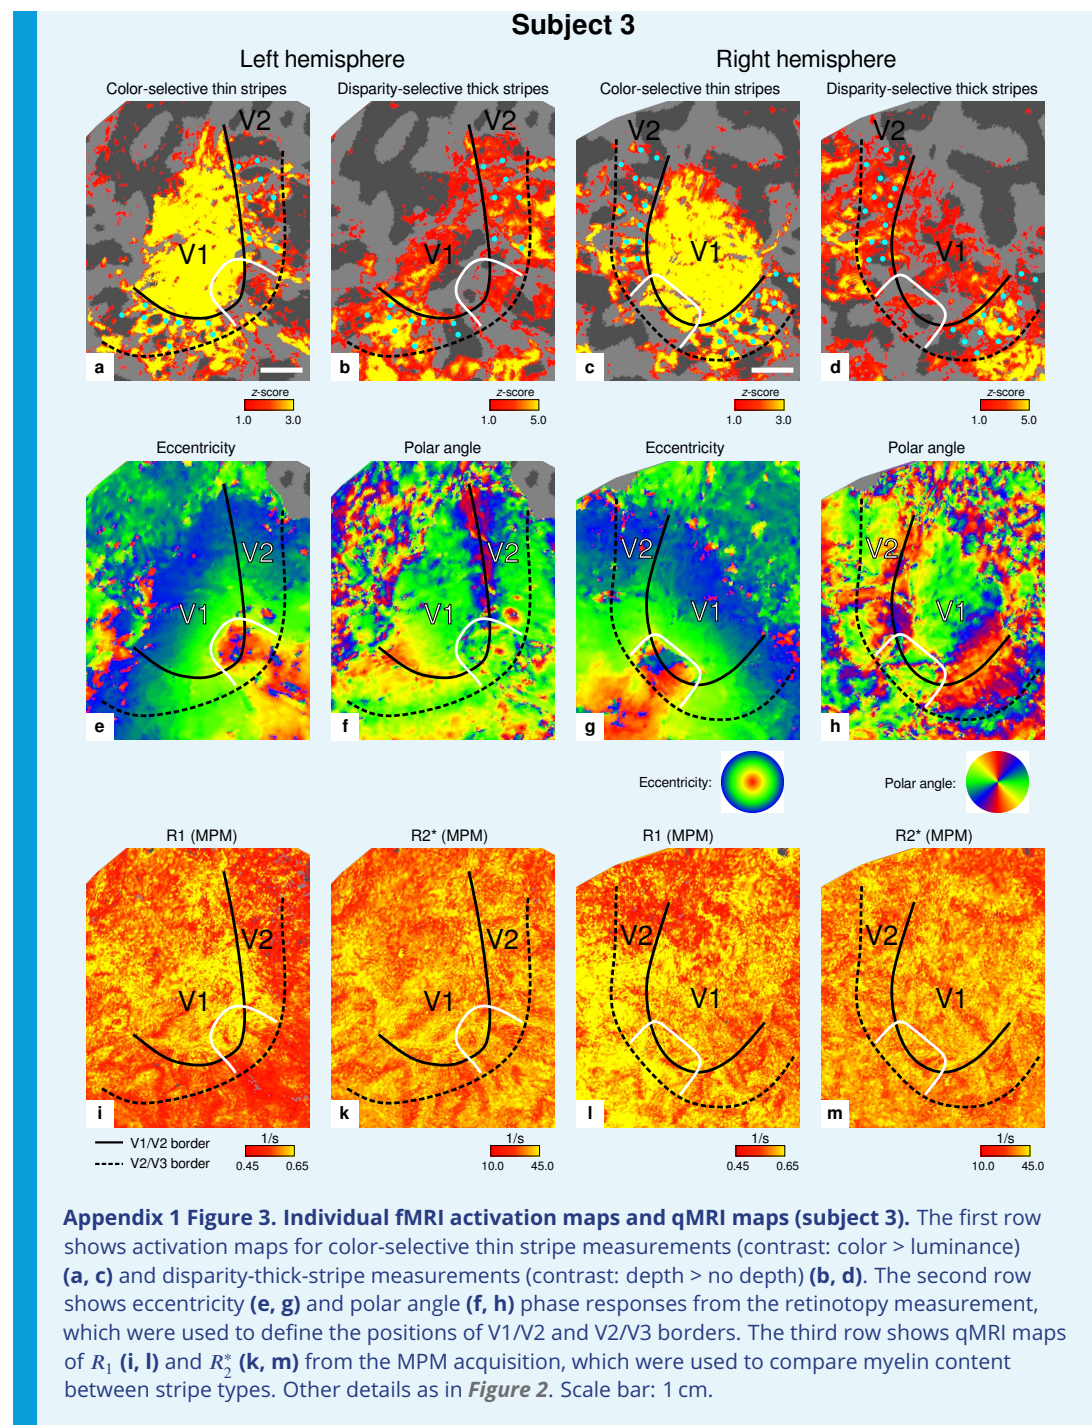 Subject 3
Left hemisphere
Right hemisphere
Color-selective thin stripes
Disparity-selective thick stripes
Color-selective thin stripes
Disparity-selective thick stripes
V2
V1
a
V2
V1
b
V2
V1
c
V2
V1
d
z-score
1.0 3.0
z-score
1.0 5.0
z-score
1.0 3.0
z-score
1.0 5.0
Eccentricity
Polar angle
Eccentricity
Polar angle
V2
V1
e
V2
V1
f
V2
V1
g
V2
V1
h
Eccentricity:
Polar angle:
R1 (MPM)
R2* (MPM)
R1 (MPM)
R2* (MPM)
V2
V1
i
V2
V1
k
V2
V1
l
V2
V1
m
V1/V2 border
V2/V3 border
1/s
0.45 0.65
1/s
10.0 45.0
1/s
0.45 0.65
1/s
10.0 45.0
Appendix 1 Figure 3. Individual fMRI activation maps and qMRI maps (subject 3). The first row
shows activation maps for color-selective thin stripe measurements (contrast: color > luminance)
(a, c) and disparity-thick-stripe measurements (contrast: depth > no depth) (b, d). The second row
shows eccentricity (e, g) and polar angle (f, h) phase responses from the retinotopy measurement,
which were used to define the positions of V1/V2 and V2/V3 borders. The third row shows qMRI maps
of R1 (i, l) and R2* (k, m) from the MPM acquisition, which were used to compare myelin content
between stripe types. Other details as in Figure 2. Scale bar: 1 cm.